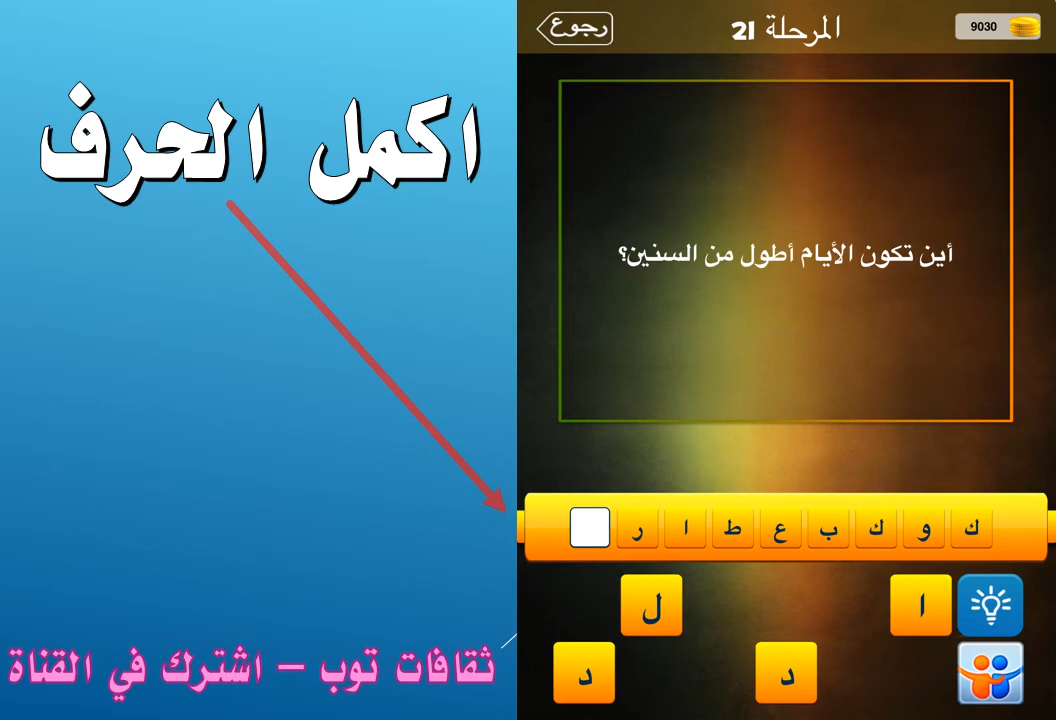 اكمل الحرف
ثقافات توب – اشترك في القناة
رجوع
المرحلة 21
9030
أين تكون الأيام أطول من السنين؟
ك و ك ب ع ط ا ر
ل ا
د د